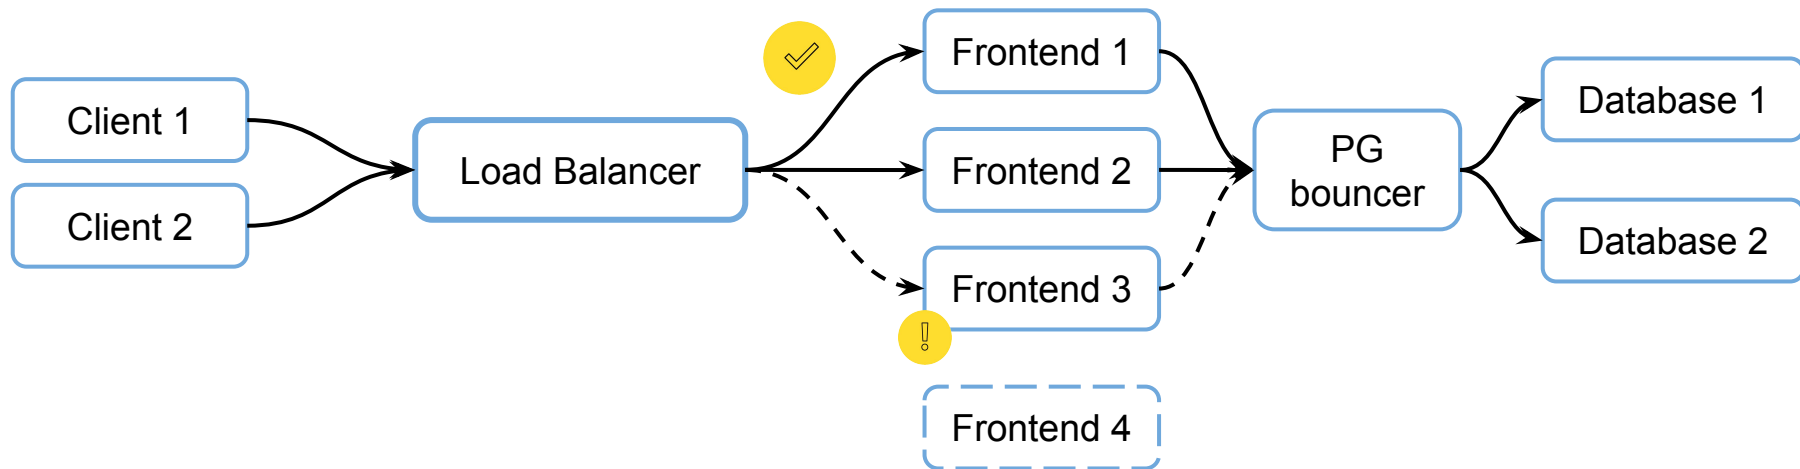 Client 1
Client 2
Load Balancer
Frontend 1
Frontend 2
Frontend 3
!
Frontend 4
PG
bouncer
Database 1
Database 2